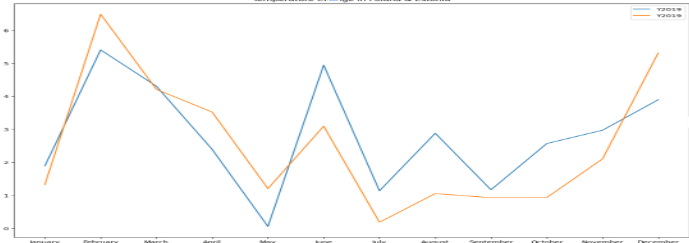 Y2019
Y2019
6
5
4
3
2
1
0
January February March April May June July August September October November December